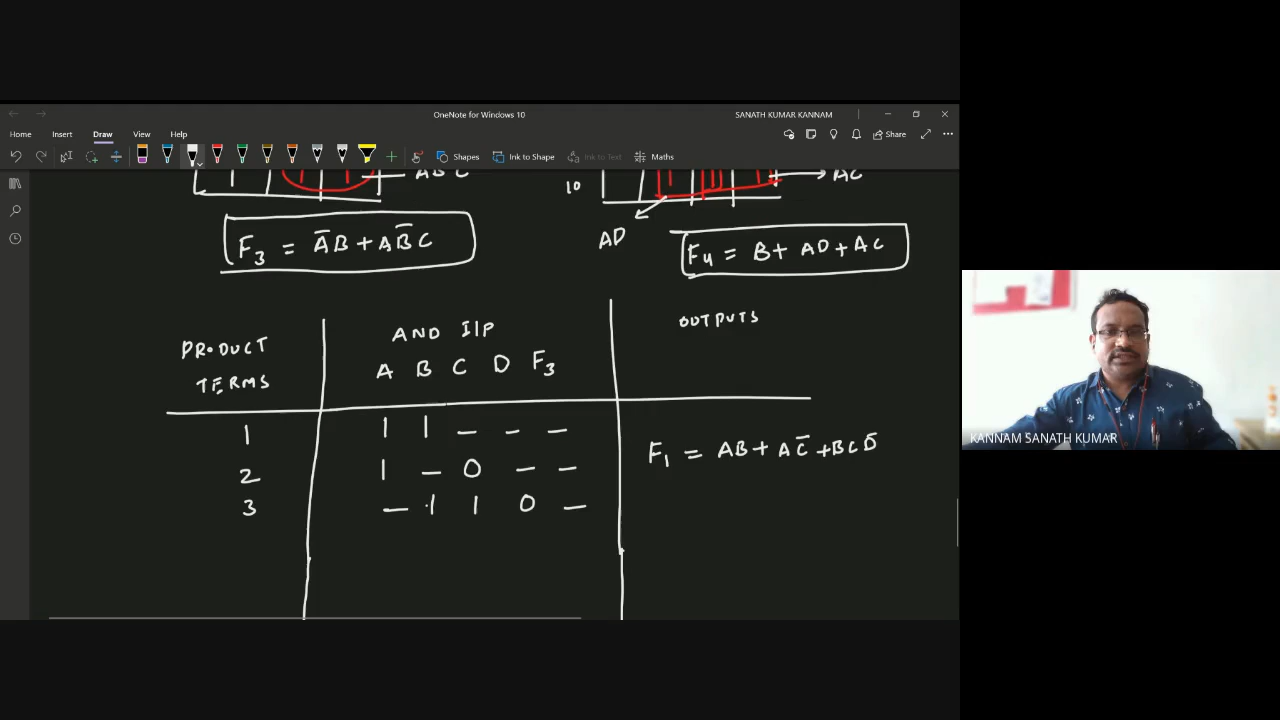 OneNote for Windows 10
SANATH KUMAR KANNAM
Home Insert Draw View Help
Share
Shapes Ink to Shape Ink to Text Maths
10
AC
AD
F3 = A̅B + AB̅C
F4 = B + AD + AC
PRODUCT TERMS
AND I/P
A B C D F3
OUTPUTS
1 1 1 – – –
F1 = AB + AC̅ + BCD̅
2 1 – 0 – –
3 – 1 1 0 –
KANNAM SANATH KUMAR